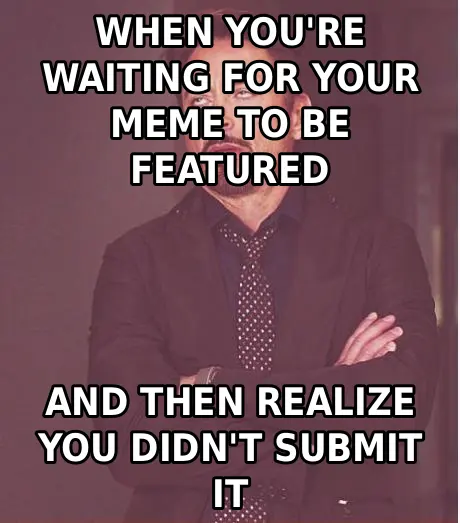 WHEN YOU'RE
WAITING FOR YOUR
MEME TO BE
FEATURED
AND THEN REALIZE
YOU DIDN'T SUBMIT
IT